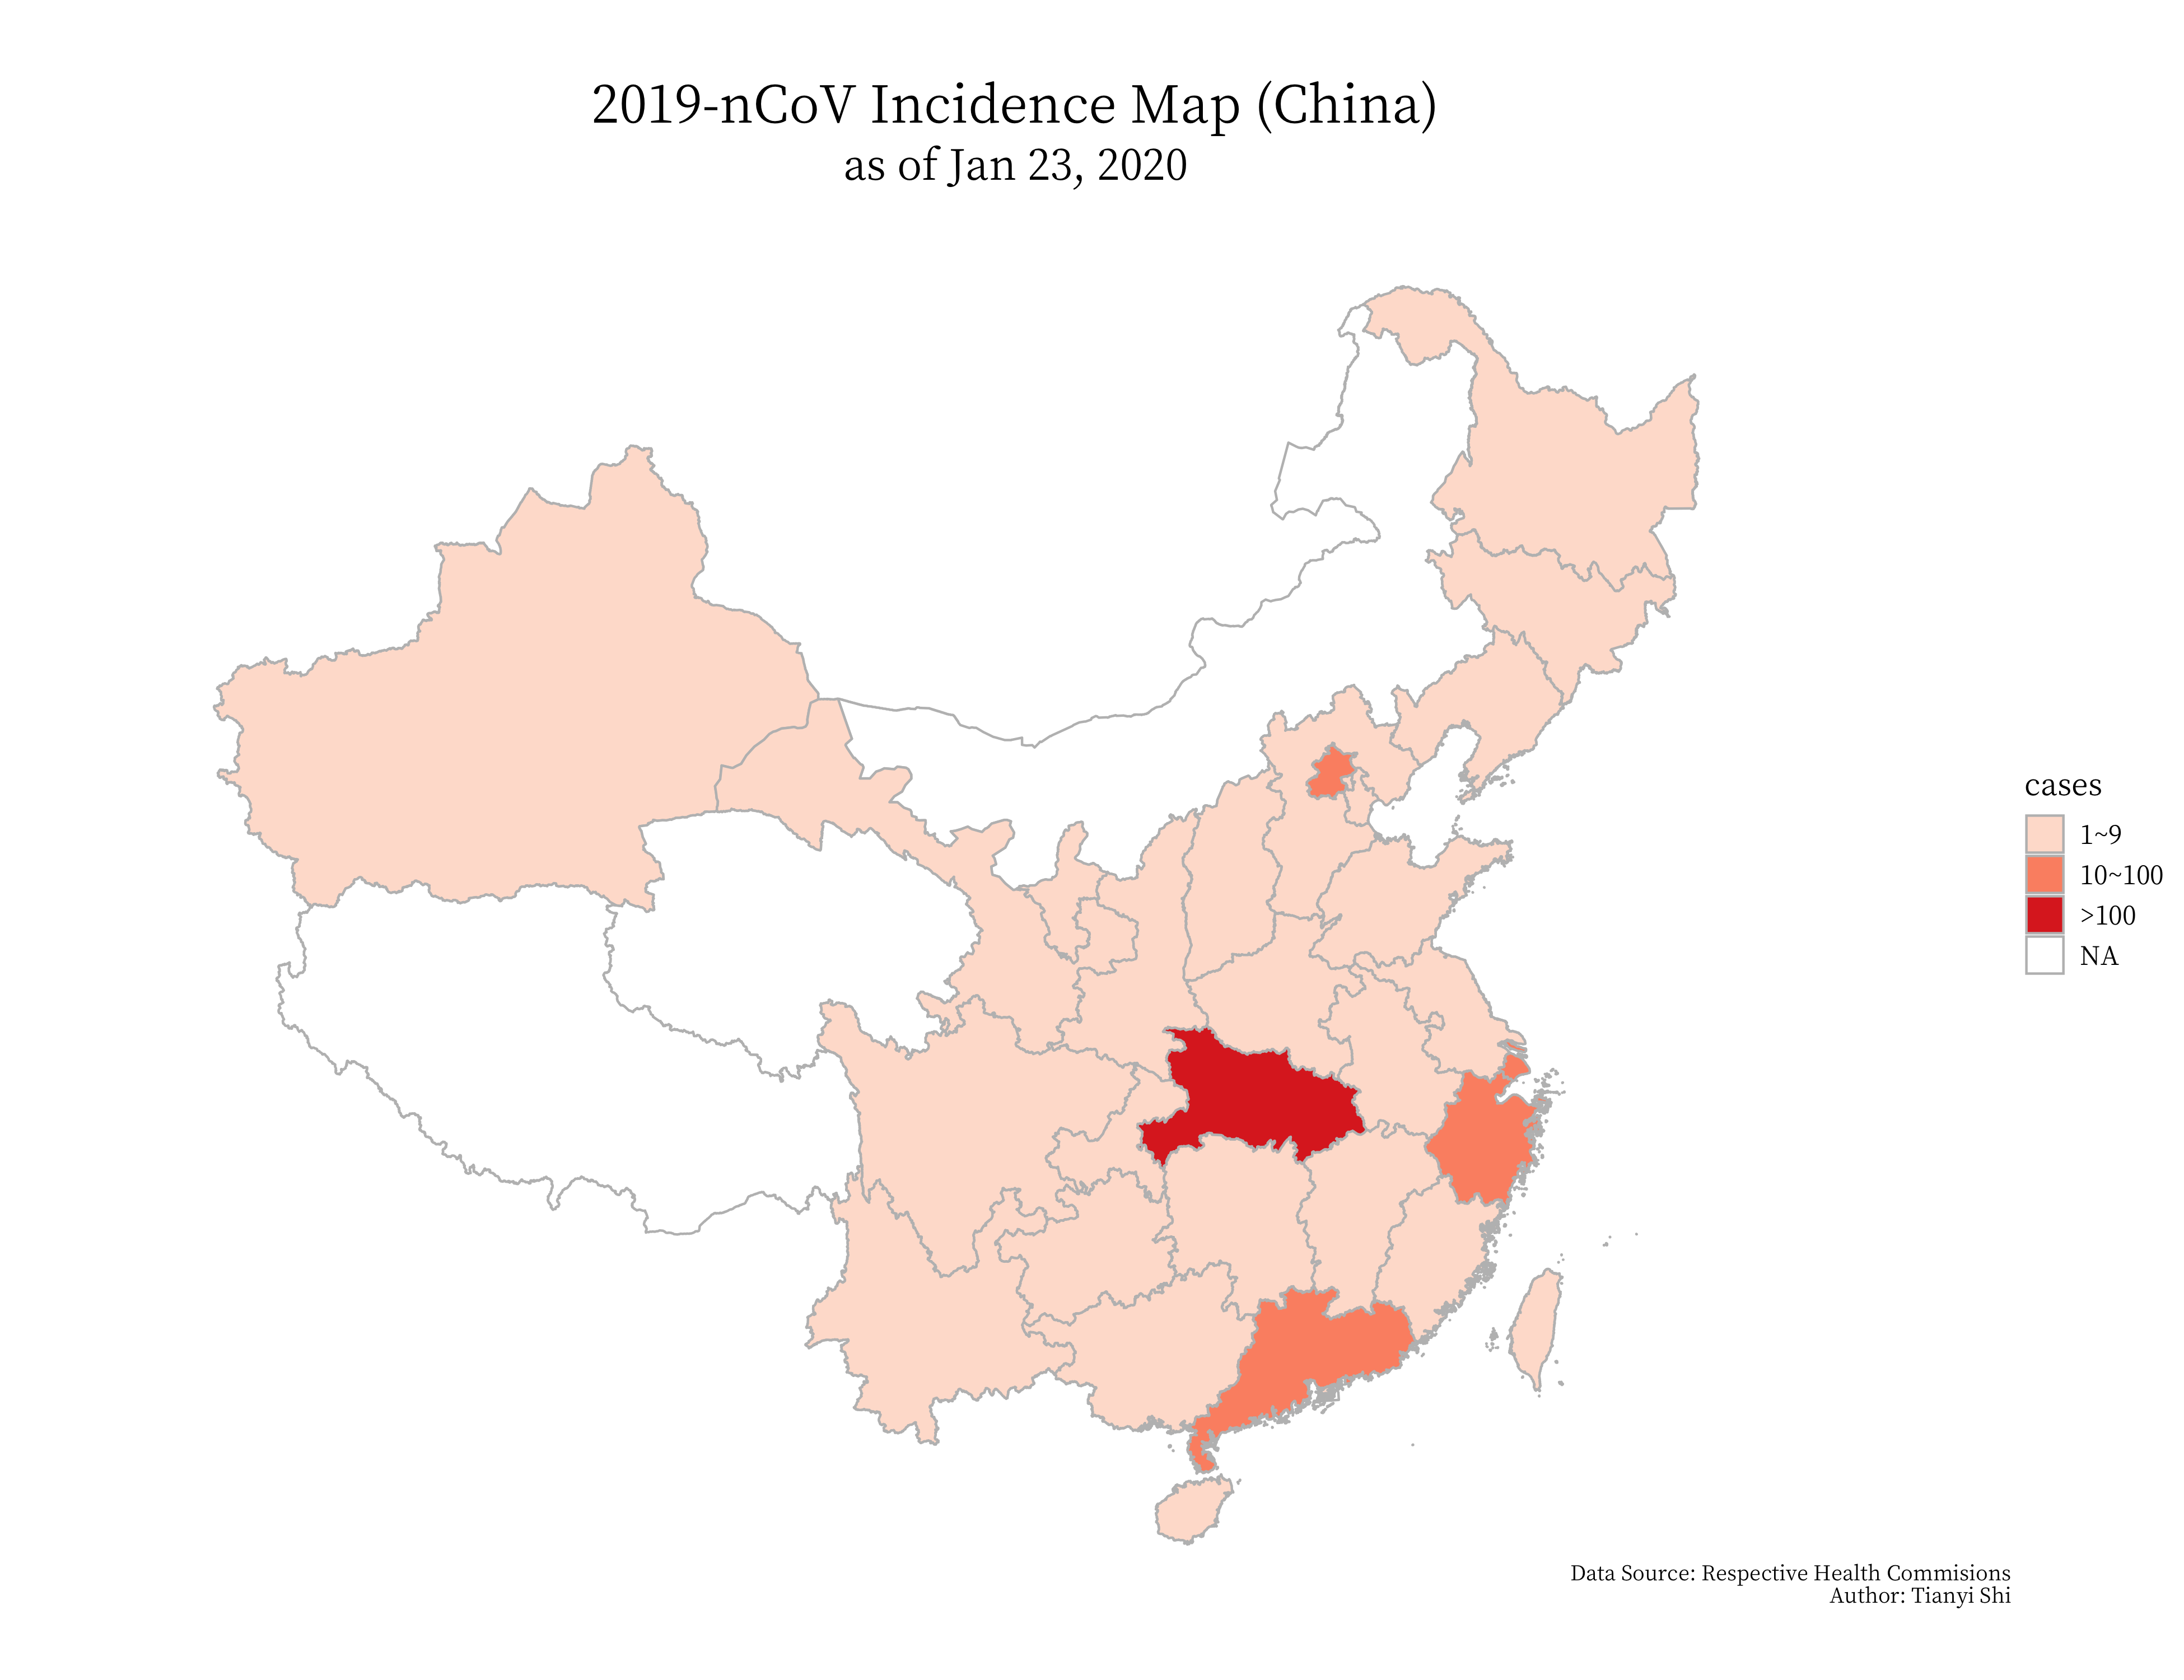 2019-nCoV Incidence Map (China)
as of Jan 23, 2020
cases
1~9
10~100
>100
NA
Data Source: Respective Health Commisions
Author: Tianyi Shi